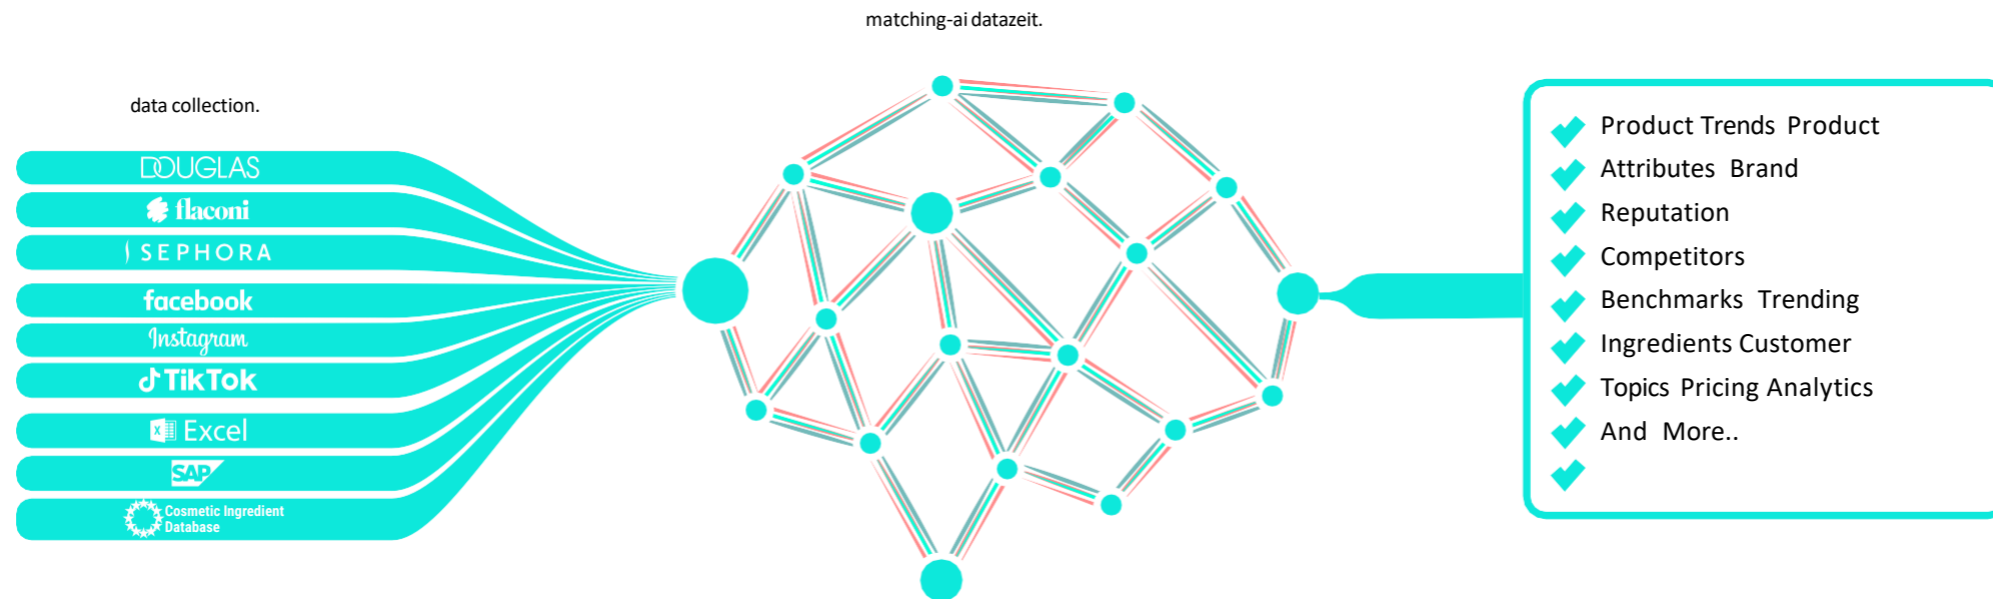 matching-ai datazeit.
data collection.
DOUGLAS
flaconi
SEPHORA
facebook
Instagram
TikTok
Excel
SAP
Cosmetic Ingredient
Database
Product Trends Product
Attributes Brand
Reputation
Competitors
Benchmarks Trending
Ingredients Customer
Topics Pricing Analytics
And More..